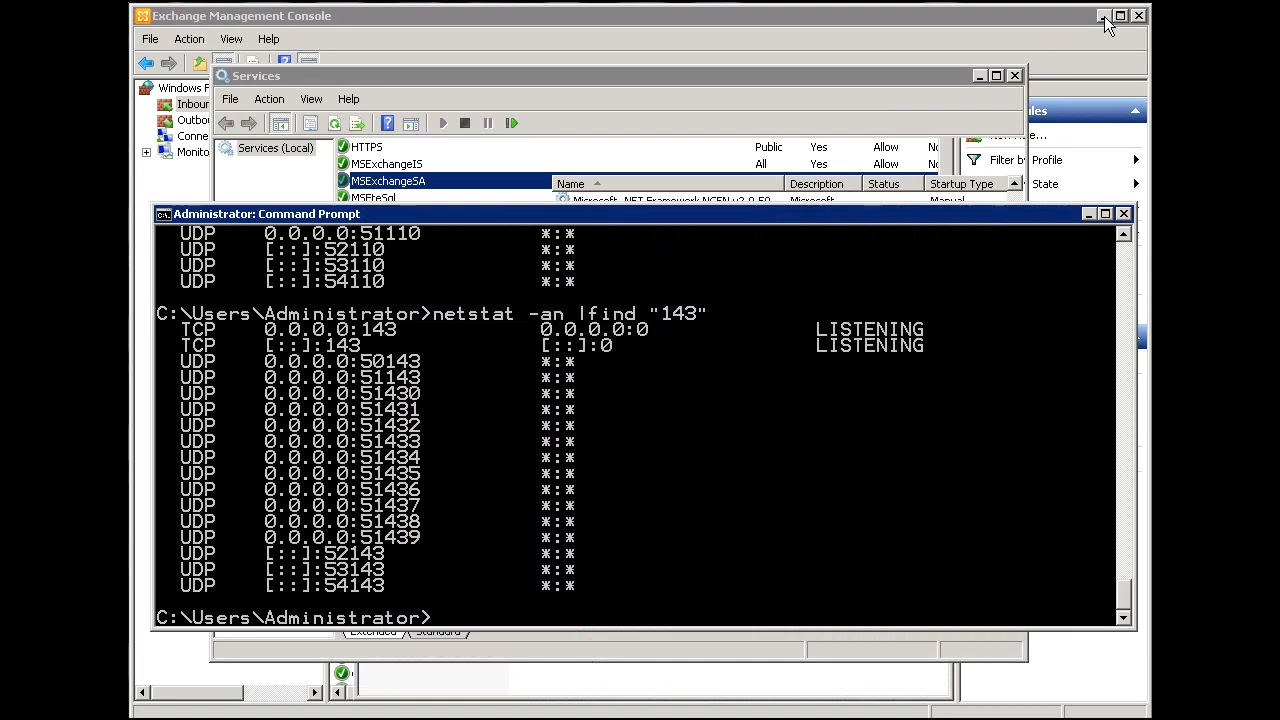 Exchange Management Console
File Action View Help
Services
Windows F
File Action View Help
Inbour
Outbo
Conne
Monito
Services (Local)
HTTPS Public Yes Allow
MSExchangeIS All Yes Allow
MSExchangeSA
Name Description Status Startup Type
ules
Filter by Profile
State
Administrator: Command Prompt
UDP 0.0.0.0:51110 *:*
UDP [::]:52110 *:*
UDP [::]:53110 *:*
UDP [::]:54110 *:*
C:\Users\Administrator>netstat -an |find "143"
TCP 0.0.0.0:143 0.0.0.0:0 LISTENING
TCP [::]:143 [::]:0 LISTENING
UDP 0.0.0.0:50143 *:*
UDP 0.0.0.0:51143 *:*
UDP 0.0.0.0:51430 *:*
UDP 0.0.0.0:51431 *:*
UDP 0.0.0.0:51432 *:*
UDP 0.0.0.0:51433 *:*
UDP 0.0.0.0:51434 *:*
UDP 0.0.0.0:51435 *:*
UDP 0.0.0.0:51436 *:*
UDP 0.0.0.0:51437 *:*
UDP 0.0.0.0:51438 *:*
UDP 0.0.0.0:51439 *:*
UDP [::]:52143 *:*
UDP [::]:53143 *:*
UDP [::]:54143 *:*
C:\Users\Administrator>
Extended Standard